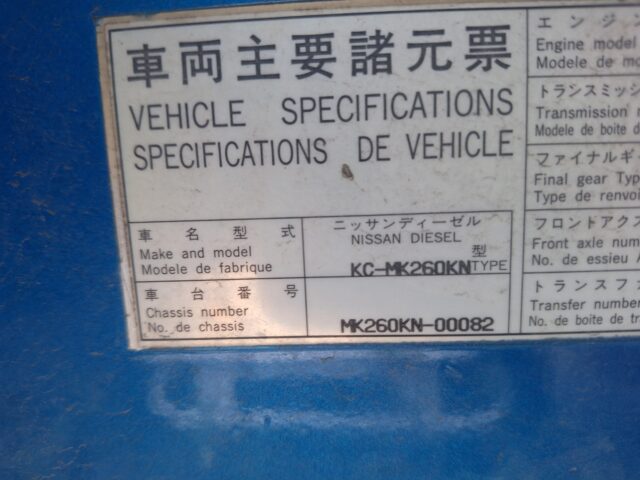 車両主要諸元票
VEHICLE SPECIFICATIONS
SPECIFICATIONS DE VEHICLE
車名型式
Make and model
Modele de fabrique
ニッサンディーゼル
NISSAN DIESEL
KC-MK260KN
型
TYPE
車台番号
Chassis number
No. de chassis
MK260KN-00082
エンジ
Engine model
Modele de mo
トランスミッシ
Transmission
Modele de boite d
ファイナルギ
Final gear Typ
Type de renvoi
フロントアクス
Front axle num
No. de essieu A
トランスファ
Transfer number
No. de boite de tr